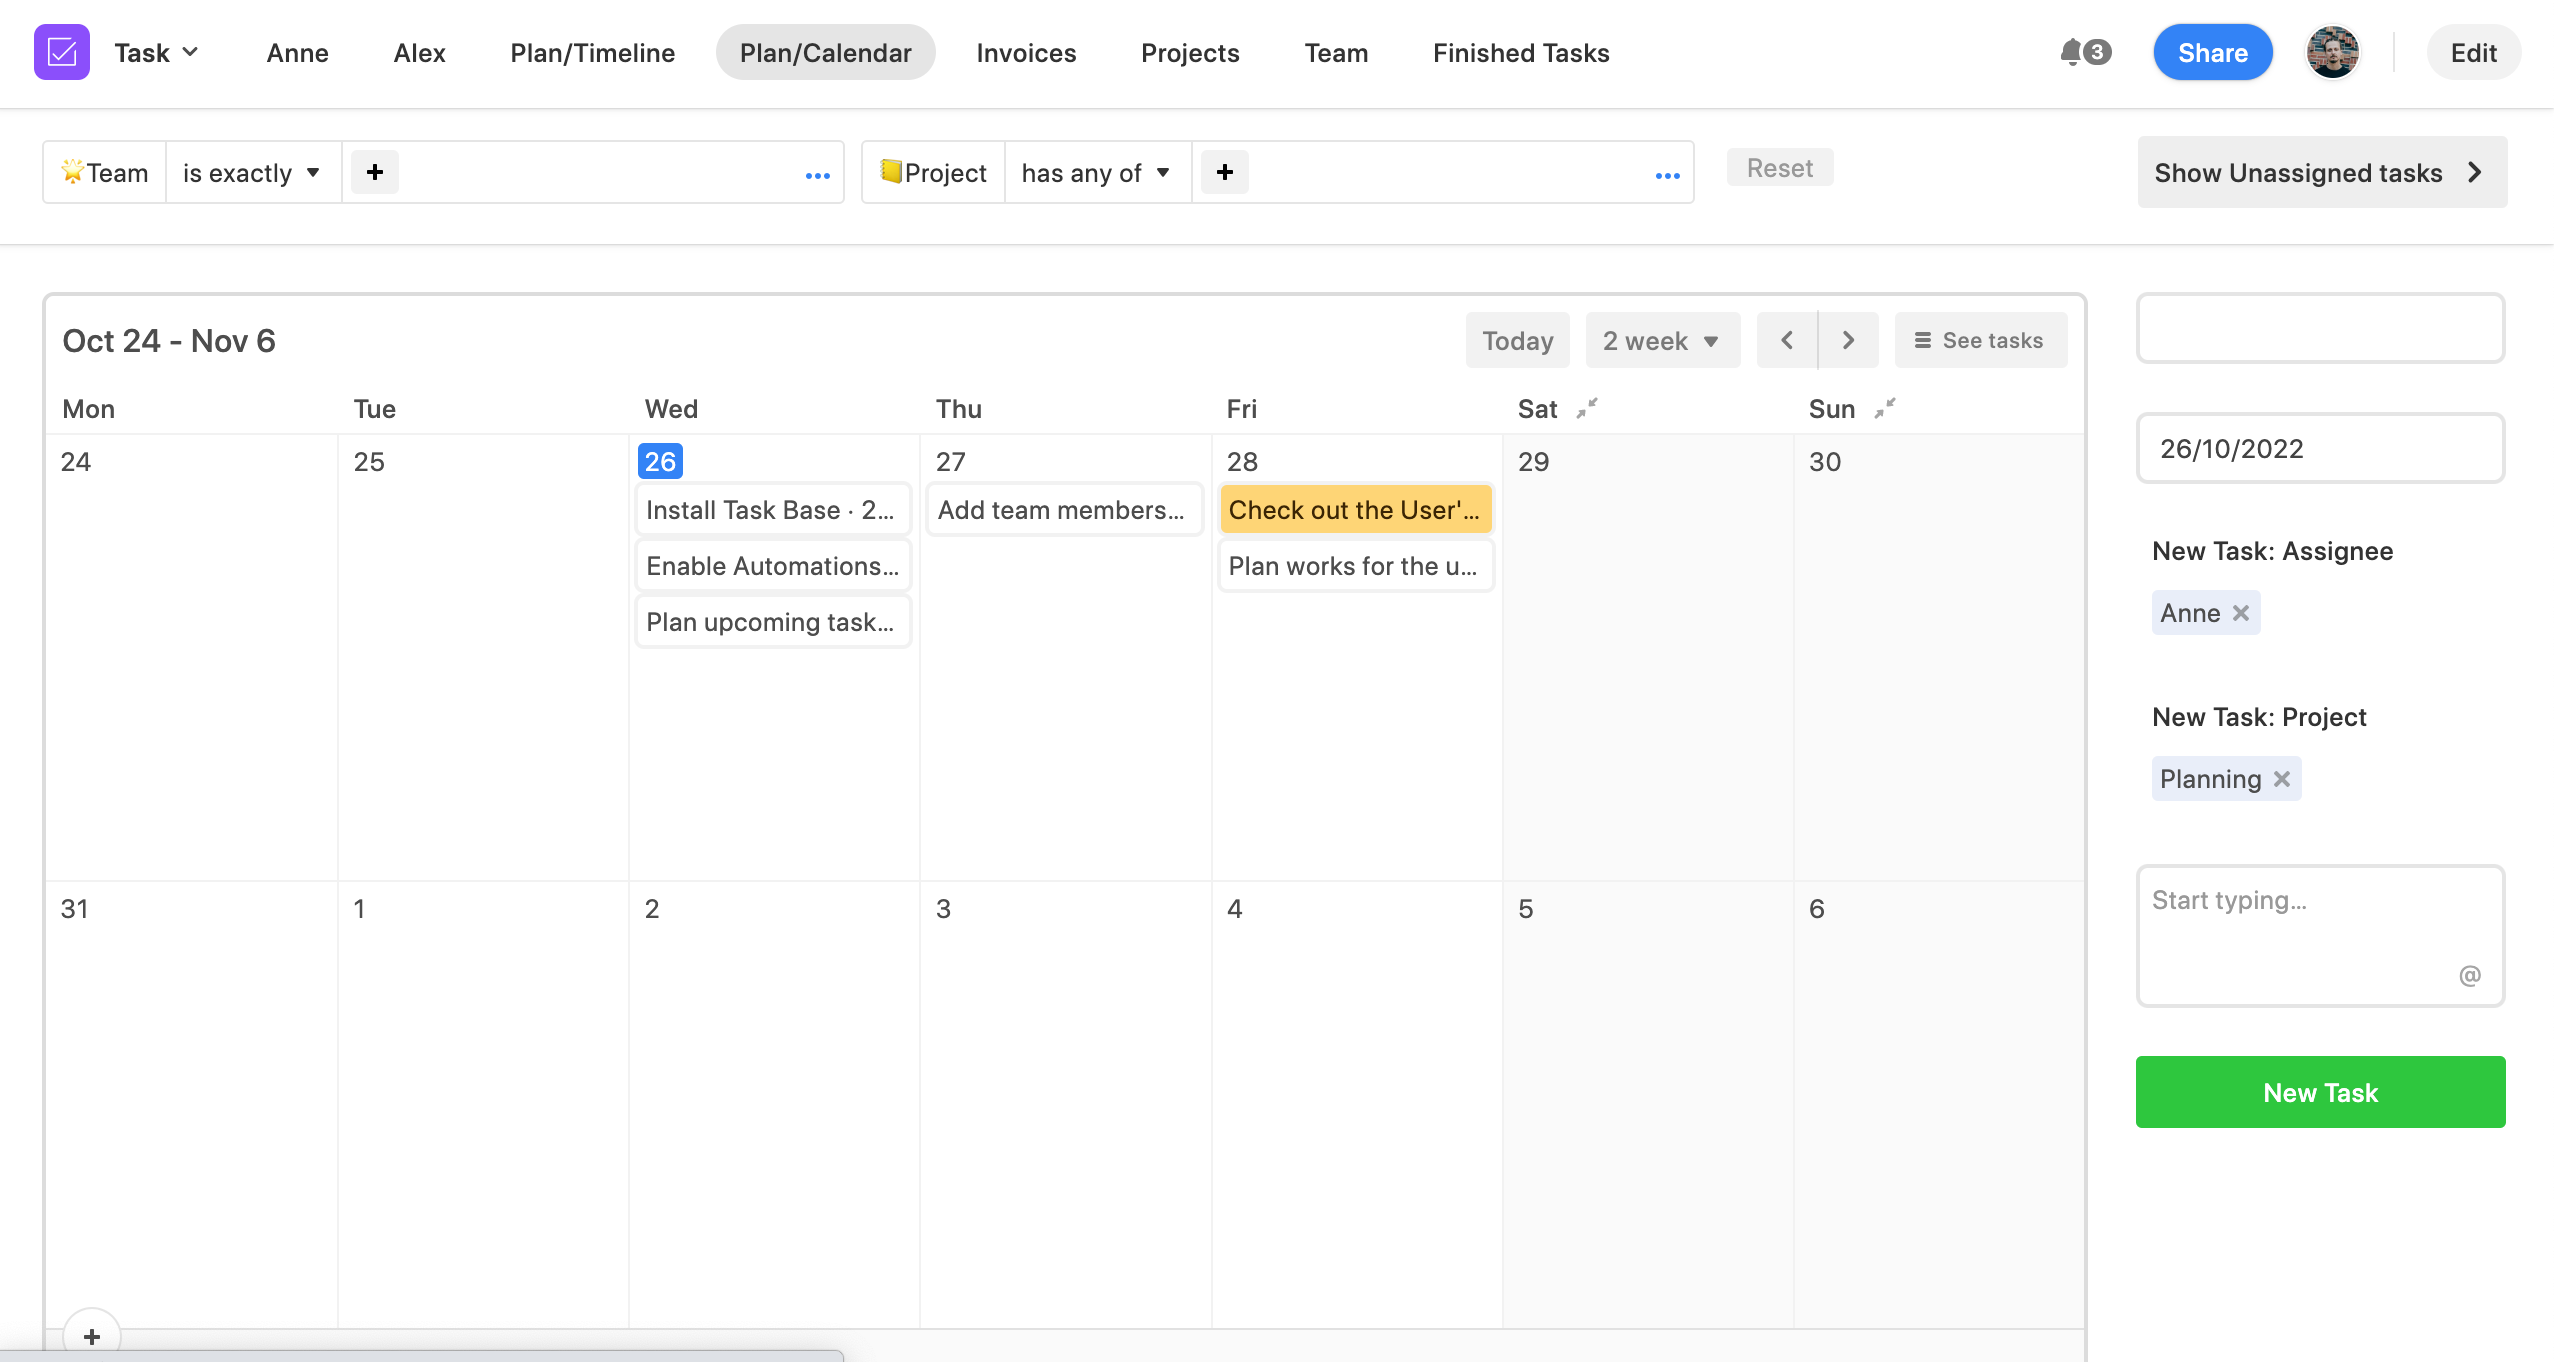 Task Anne Alex Plan/Timeline Plan/Calendar Invoices Projects Team Finished Tasks 3 Share Edit
Team is exactly + ... Project has any of + ... Reset Show Unassigned tasks
Oct 24 - Nov 6 Today 2 week See tasks
Mon Tue Wed Thu Fri Sat Sun
24 25 26 27 28 29 30
Install Task Base · 2... Add team members... Check out the User'...
Enable Automations... Plan works for the u...
Plan upcoming task...
31 1 2 3 4 5 6
+
26/10/2022
New Task: Assignee
Anne ×
New Task: Project
Planning ×
Start typing...
@
New Task